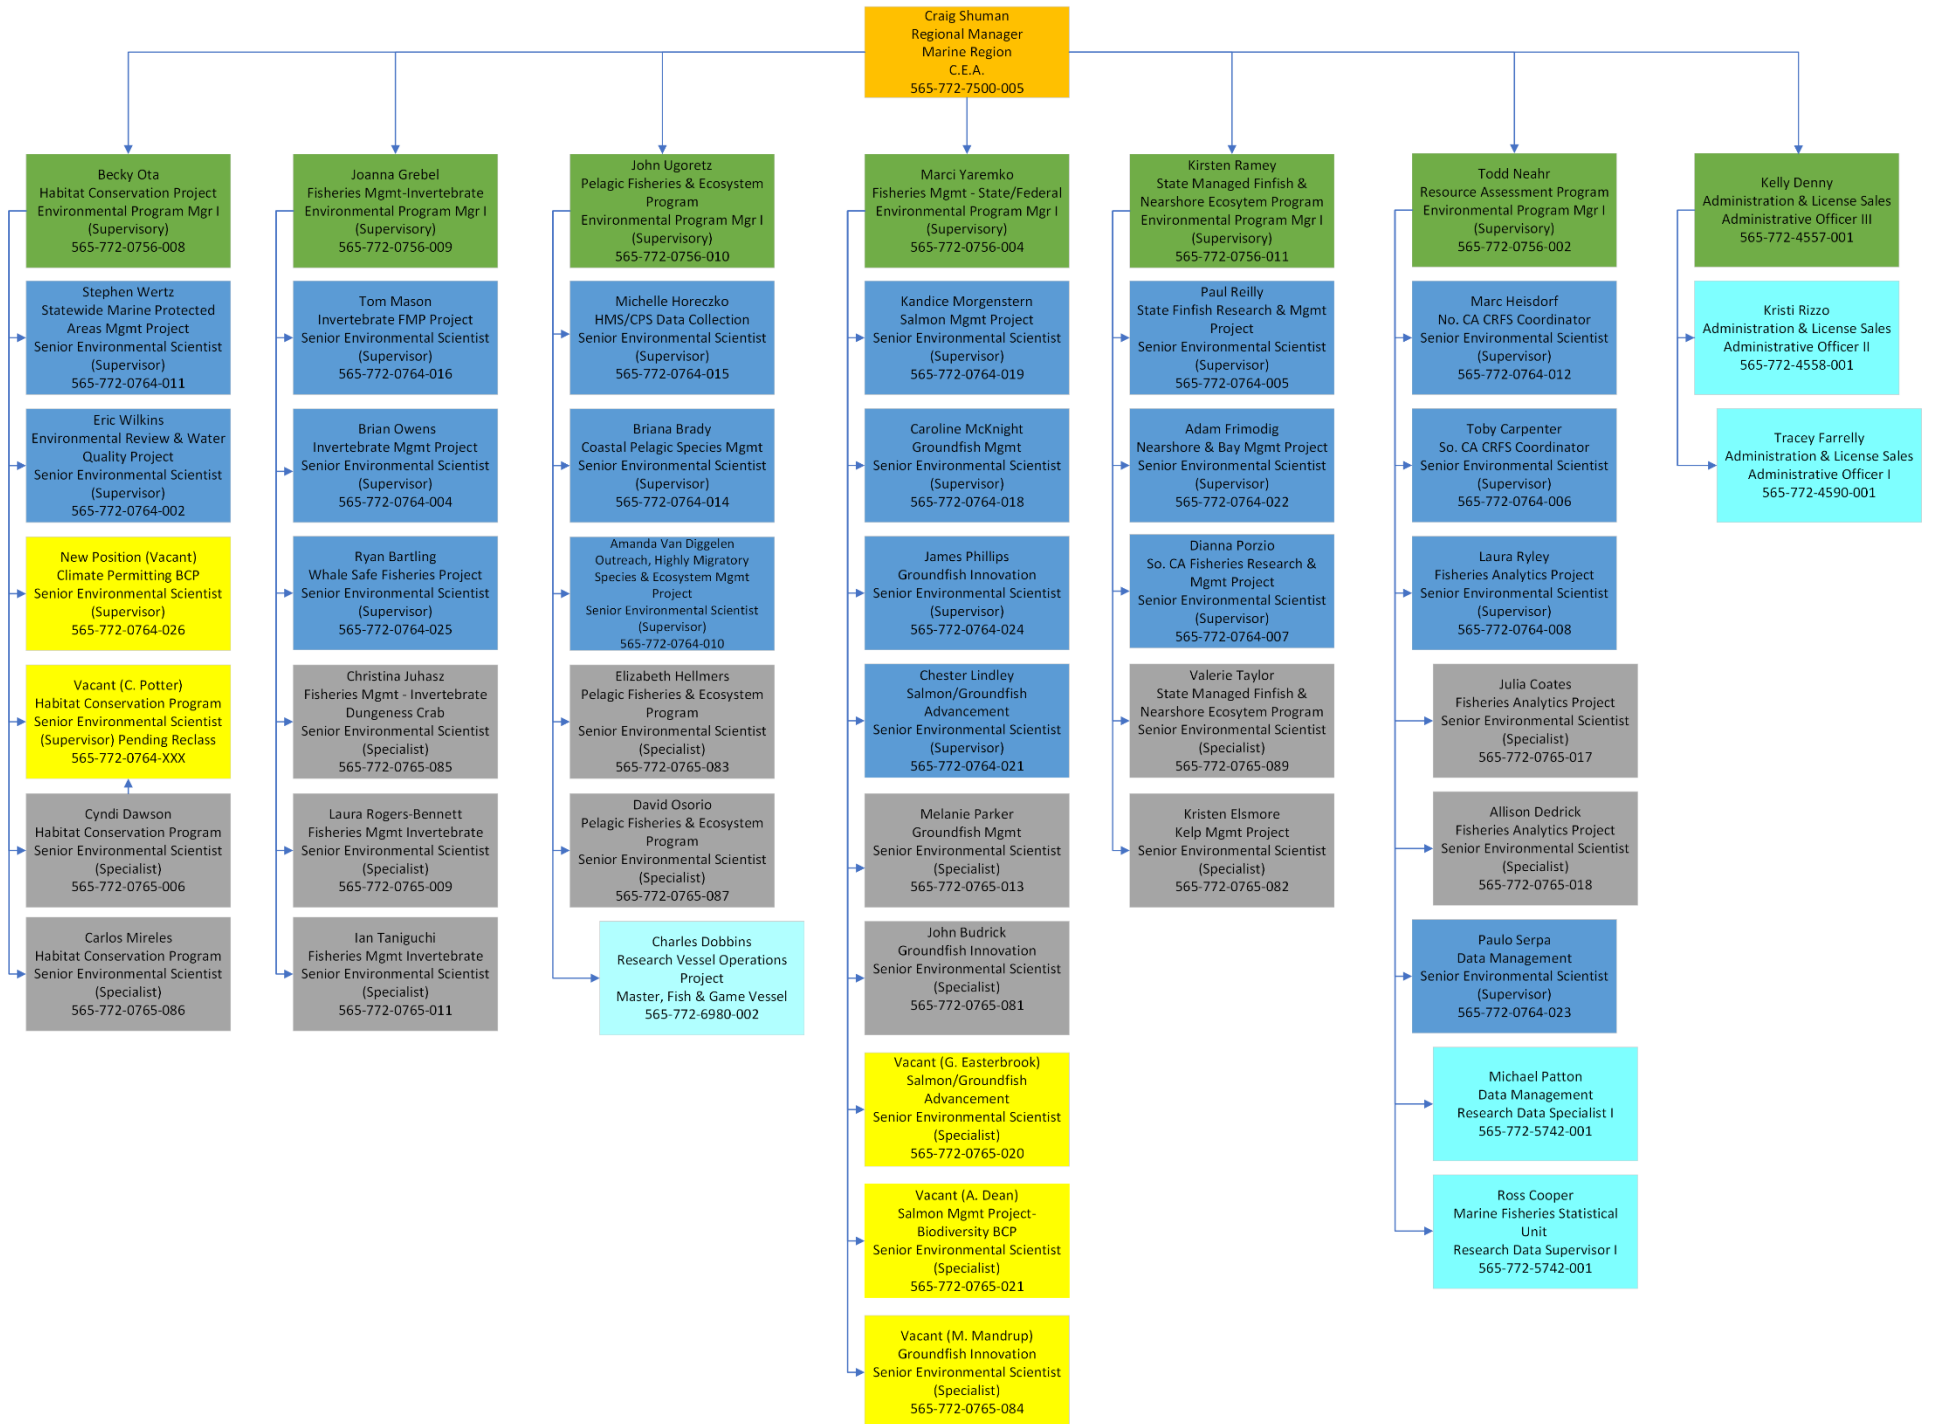 Craig Shuman
Regional Manager
Marine Region
C.E.A.
565-772-7500-005
Becky Ota
Habitat Conservation Project
Environmental Program Mgr I
(Supervisory)
565-772-0756-008
Stephen Wertz
Statewide Marine Protected
Areas Mgmt Project
Senior Environmental Scientist
(Supervisor)
565-772-0764-011
Eric Wilkins
Environmental Review & Water
Quality Project
Senior Environmental Scientist
(Supervisor)
565-772-0764-002
New Position (Vacant)
Climate Permitting BCP
Senior Environmental Scientist
(Supervisor)
565-772-0764-026
Vacant (C. Potter)
Habitat Conservation Program
Senior Environmental Scientist
(Supervisor) Pending Reclass
565-772-0764-XXX
Cyndi Dawson
Habitat Conservation Program
Senior Environmental Scientist
(Specialist)
565-772-0765-006
Carlos Mireles
Habitat Conservation Program
Senior Environmental Scientist
(Specialist)
565-772-0765-086
Joanna Grebel
Fisheries Mgmt-Invertebrate
Environmental Program Mgr I
(Supervisory)
565-772-0756-009
Tom Mason
Invertebrate FMP Project
Senior Environmental Scientist
(Supervisor)
565-772-0764-016
Brian Owens
Invertebrate Mgmt Project
Senior Environmental Scientist
(Supervisor)
565-772-0764-004
Ryan Bartling
Whale Safe Fisheries Project
Senior Environmental Scientist
(Supervisor)
565-772-0764-025
Christina Juhasz
Fisheries Mgmt - Invertebrate
Dungeness Crab
Senior Environmental Scientist
(Specialist)
565-772-0765-085
Laura Rogers-Bennett
Fisheries Mgmt Invertebrate
Senior Environmental Scientist
(Specialist)
565-772-0765-009
Ian Taniguchi
Fisheries Mgmt Invertebrate
Senior Environmental Scientist
(Specialist)
565-772-0765-011
John Ugoretz
Pelagic Fisheries & Ecosystem
Program
Environmental Program Mgr I
(Supervisory)
565-772-0756-010
Michelle Horeczko
HMS/CPS Data Collection
Senior Environmental Scientist
(Supervisor)
565-772-0764-015
Briana Brady
Coastal Pelagic Species Mgmt
Senior Environmental Scientist
(Supervisor)
565-772-0764-014
Amanda Van Diggelen
Outreach, Highly Migratory
Species & Ecosystem Mgmt
Project
Senior Environmental Scientist
(Supervisor)
565-772-0764-010
Elizabeth Hellmers
Pelagic Fisheries & Ecosystem
Program
Senior Environmental Scientist
(Specialist)
565-772-0765-083
David Osorio
Pelagic Fisheries & Ecosystem
Program
Senior Environmental Scientist
(Specialist)
565-772-0765-087
Charles Dobbins
Research Vessel Operations
Project
Master, Fish & Game Vessel
565-772-6980-002
Marci Yaremko
Fisheries Mgmt - State/Federal
Environmental Program Mgr I
(Supervisory)
565-772-0756-004
Kandice Morgenstern
Salmon Mgmt Project
Senior Environmental Scientist
(Supervisor)
565-772-0764-019
Caroline McKnight
Groundfish Mgmt
Senior Environmental Scientist
(Supervisor)
565-772-0764-018
James Phillips
Groundfish Innovation
Senior Environmental Scientist
(Supervisor)
565-772-0764-024
Chester Lindley
Salmon/Groundfish
Advancement
Senior Environmental Scientist
(Supervisor)
565-772-0764-021
Melanie Parker
Groundfish Mgmt
Senior Environmental Scientist
(Specialist)
565-772-0765-013
John Budrick
Groundfish Innovation
Senior Environmental Scientist
(Specialist)
565-772-0765-081
Vacant (G. Easterbrook)
Salmon/Groundfish
Advancement
Senior Environmental Scientist
(Specialist)
565-772-0765-020
Vacant (A. Dean)
Salmon Mgmt Project-
Biodiversity BCP
Senior Environmental Scientist
(Specialist)
565-772-0765-021
Vacant (M. Mandrup)
Groundfish Innovation
Senior Environmental Scientist
(Specialist)
565-772-0765-084
Kirsten Ramey
State Managed Finfish &
Nearshore Ecosytem Program
Environmental Program Mgr I
(Supervisory)
565-772-0756-011
Paul Reilly
State Finfish Research & Mgmt
Project
Senior Environmental Scientist
(Supervisor)
565-772-0764-005
Adam Frimodig
Nearshore & Bay Mgmt Project
Senior Environmental Scientist
(Supervisor)
565-772-0764-022
Dianna Porzio
So. CA Fisheries Research &
Mgmt Project
Senior Environmental Scientist
(Supervisor)
565-772-0764-007
Valerie Taylor
State Managed Finfish &
Nearshore Ecosytem Program
Senior Environmental Scientist
(Specialist)
565-772-0765-089
Kristen Elsmore
Kelp Mgmt Project
Senior Environmental Scientist
(Specialist)
565-772-0765-082
Todd Neahr
Resource Assessment Program
Environmental Program Mgr I
(Supervisory)
565-772-0756-002
Marc Heisdorf
No. CA CRFS Coordinator
Senior Environmental Scientist
(Supervisor)
565-772-0764-012
Toby Carpenter
So. CA CRFS Coordinator
Senior Environmental Scientist
(Supervisor)
565-772-0764-006
Laura Ryley
Fisheries Analytics Project
Senior Environmental Scientist
(Supervisor)
565-772-0764-008
Julia Coates
Fisheries Analytics Project
Senior Environmental Scientist
(Specialist)
565-772-0765-017
Allison Dedrick
Fisheries Analytics Project
Senior Environmental Scientist
(Specialist)
565-772-0765-018
Paulo Serpa
Data Management
Senior Environmental Scientist
(Supervisor)
565-772-0764-023
Michael Patton
Data Management
Research Data Specialist I
565-772-5742-001
Ross Cooper
Marine Fisheries Statistical
Unit
Research Data Supervisor I
565-772-5742-001
Kelly Denny
Administration & License Sales
Administrative Officer III
565-772-4557-001
Kristi Rizzo
Administration & License Sales
Administrative Officer II
565-772-4558-001
Tracey Farrelly
Administration & License Sales
Administrative Officer I
565-772-4590-001